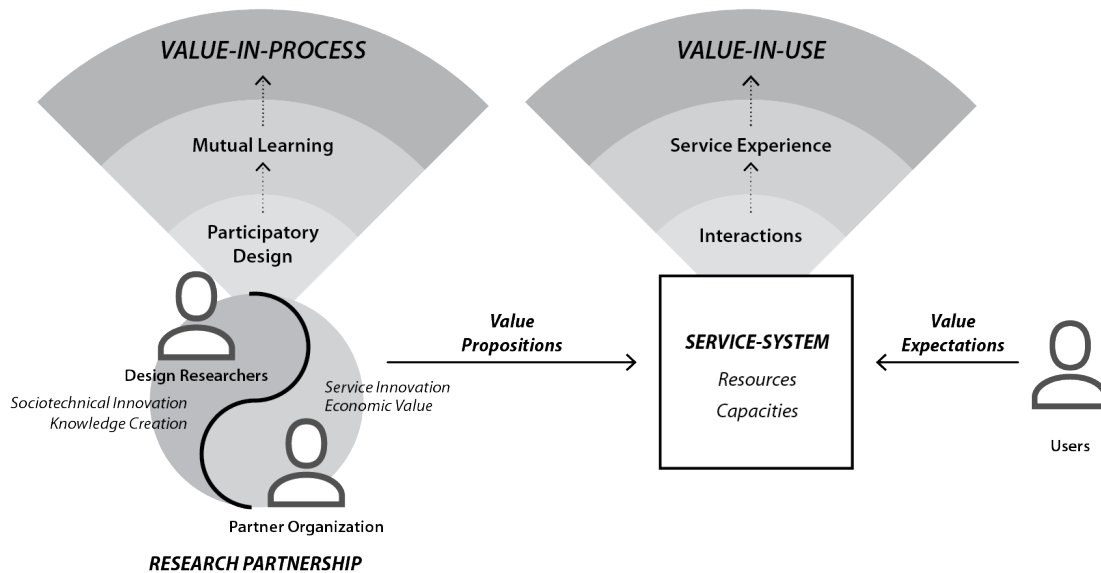 VALUE-IN-PROCESS
Mutual Learning
Participatory
Design
Design Researchers
Sociotechnical Innovation
Knowledge Creation
Service Innovation
Economic Value
Partner Organization
RESEARCH PARTNERSHIP
Value
Propositions
VALUE-IN-USE
Service Experience
Interactions
SERVICE-SYSTEM
Resources
Capacities
Value
Expectations
Users